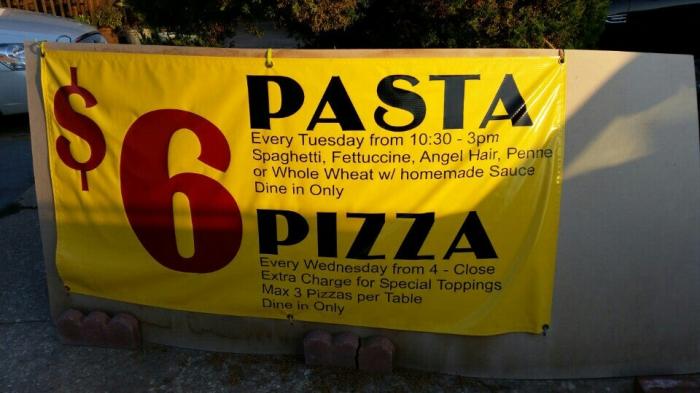 $6
PASTA
Every Tuesday from 10:30 - 3pm
Spaghetti, Fettuccine, Angel Hair, Penne
or Whole Wheat w/ homemade Sauce
Dine in Only
PIZZA
Every Wednesday from 4 - Close
Extra Charge for Special Toppings
Max 3 Pizzas per Table
Dine in Only